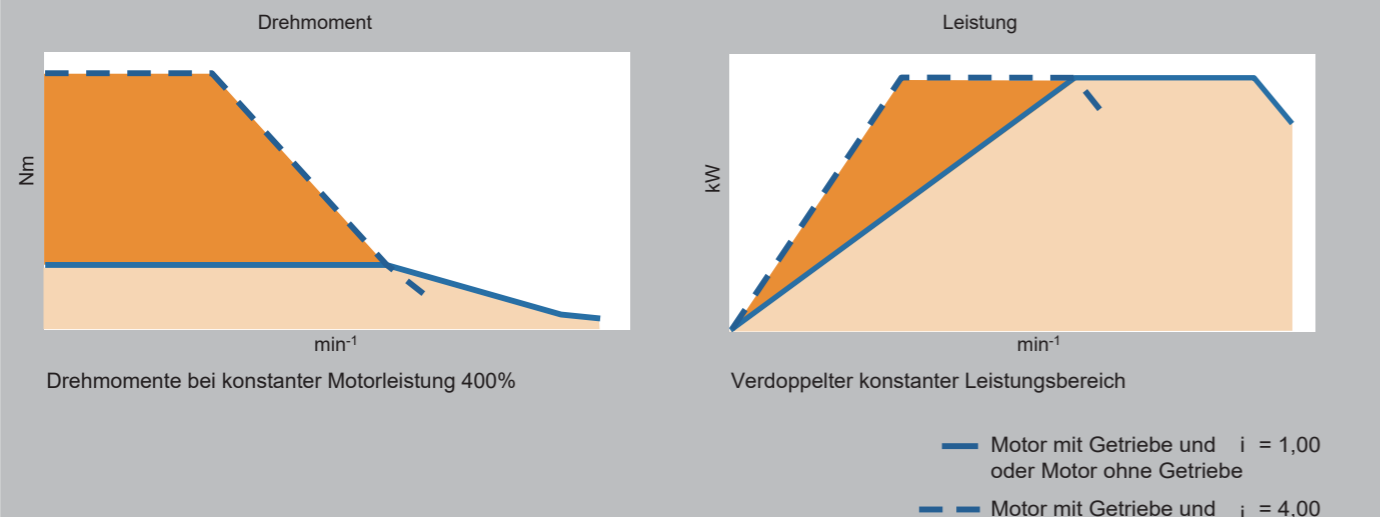 Drehmoment
Nm
min-1
Drehmomente bei konstanter Motorleistung 400%
Leistung
kW
min-1
Verdoppelter konstanter Leistungsbereich
Motor mit Getriebe und i = 1,00
oder Motor ohne Getriebe
Motor mit Getriebe und i = 4,00